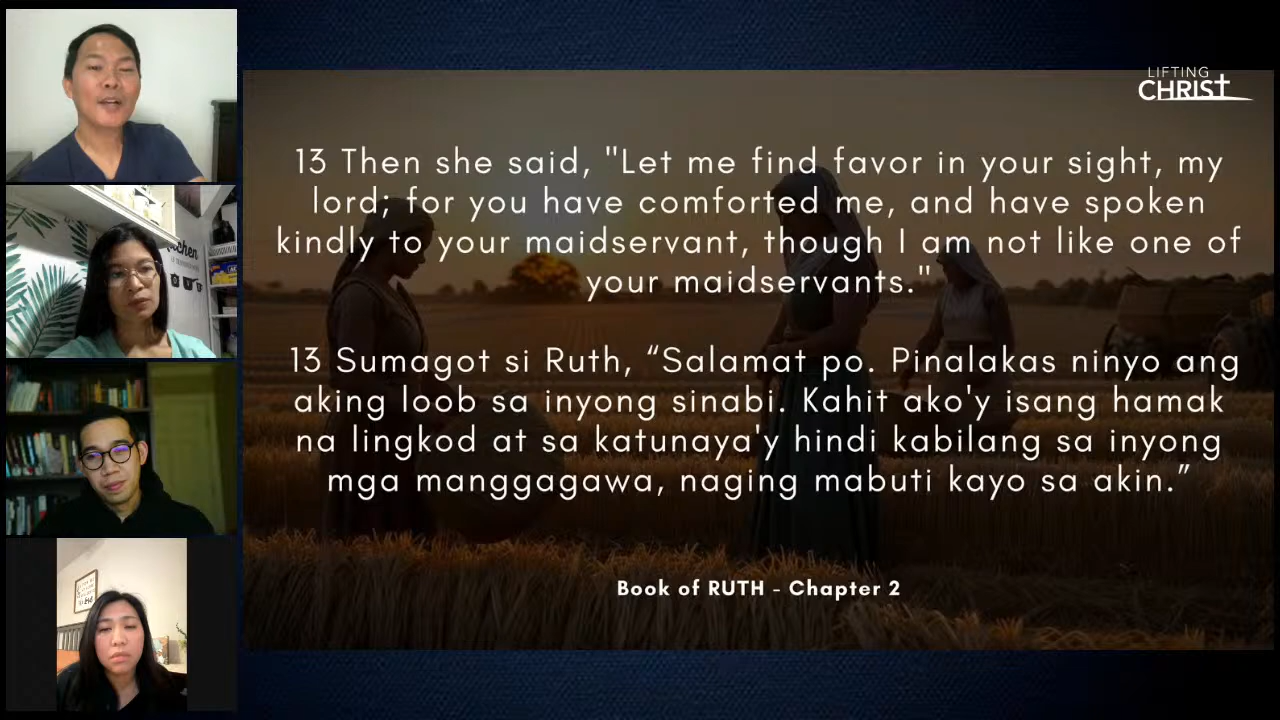 LIFTING
CHRIST
13 Then she said, "Let me find favor in your sight, my
lord; for you have comforted me, and have spoken
kindly to your maidservant, though I am not like one of
your maidservants."
13 Sumagot si Ruth, “Salamat po. Pinalakas ninyo ang
aking loob sa inyong sinabi. Kahit ako'y isang hamak
na lingkod at sa katunaya'y hindi kabilang sa inyong
mga manggagawa, naging mabuti kayo sa akin.”
Book of RUTH - Chapter 2